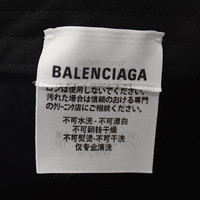 BALENCIAGA
ロンは使用しないでください。
汚れた場合は信頼のおける専門
のクリーニング店にご相談ください。
不可水洗 - 不可漂白
不可翻转干燥
不可熨烫 - 不可干洗
仅专业清洗